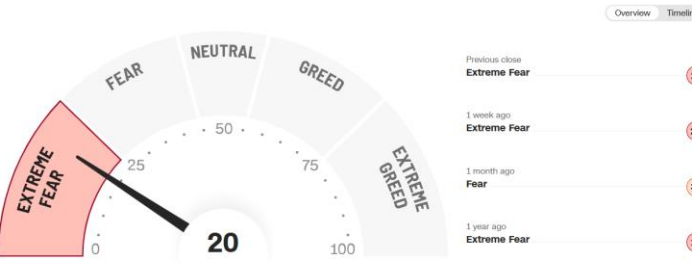 Overview
Previous close
Extreme Fear
1 week ago
Extreme Fear
1 month ago
Fear
1 year ago
Extreme Fear
EXTREME
FEAR
FEAR
NEUTRAL
GREED
EXTREME
GREED
0
25
50
75
100
20